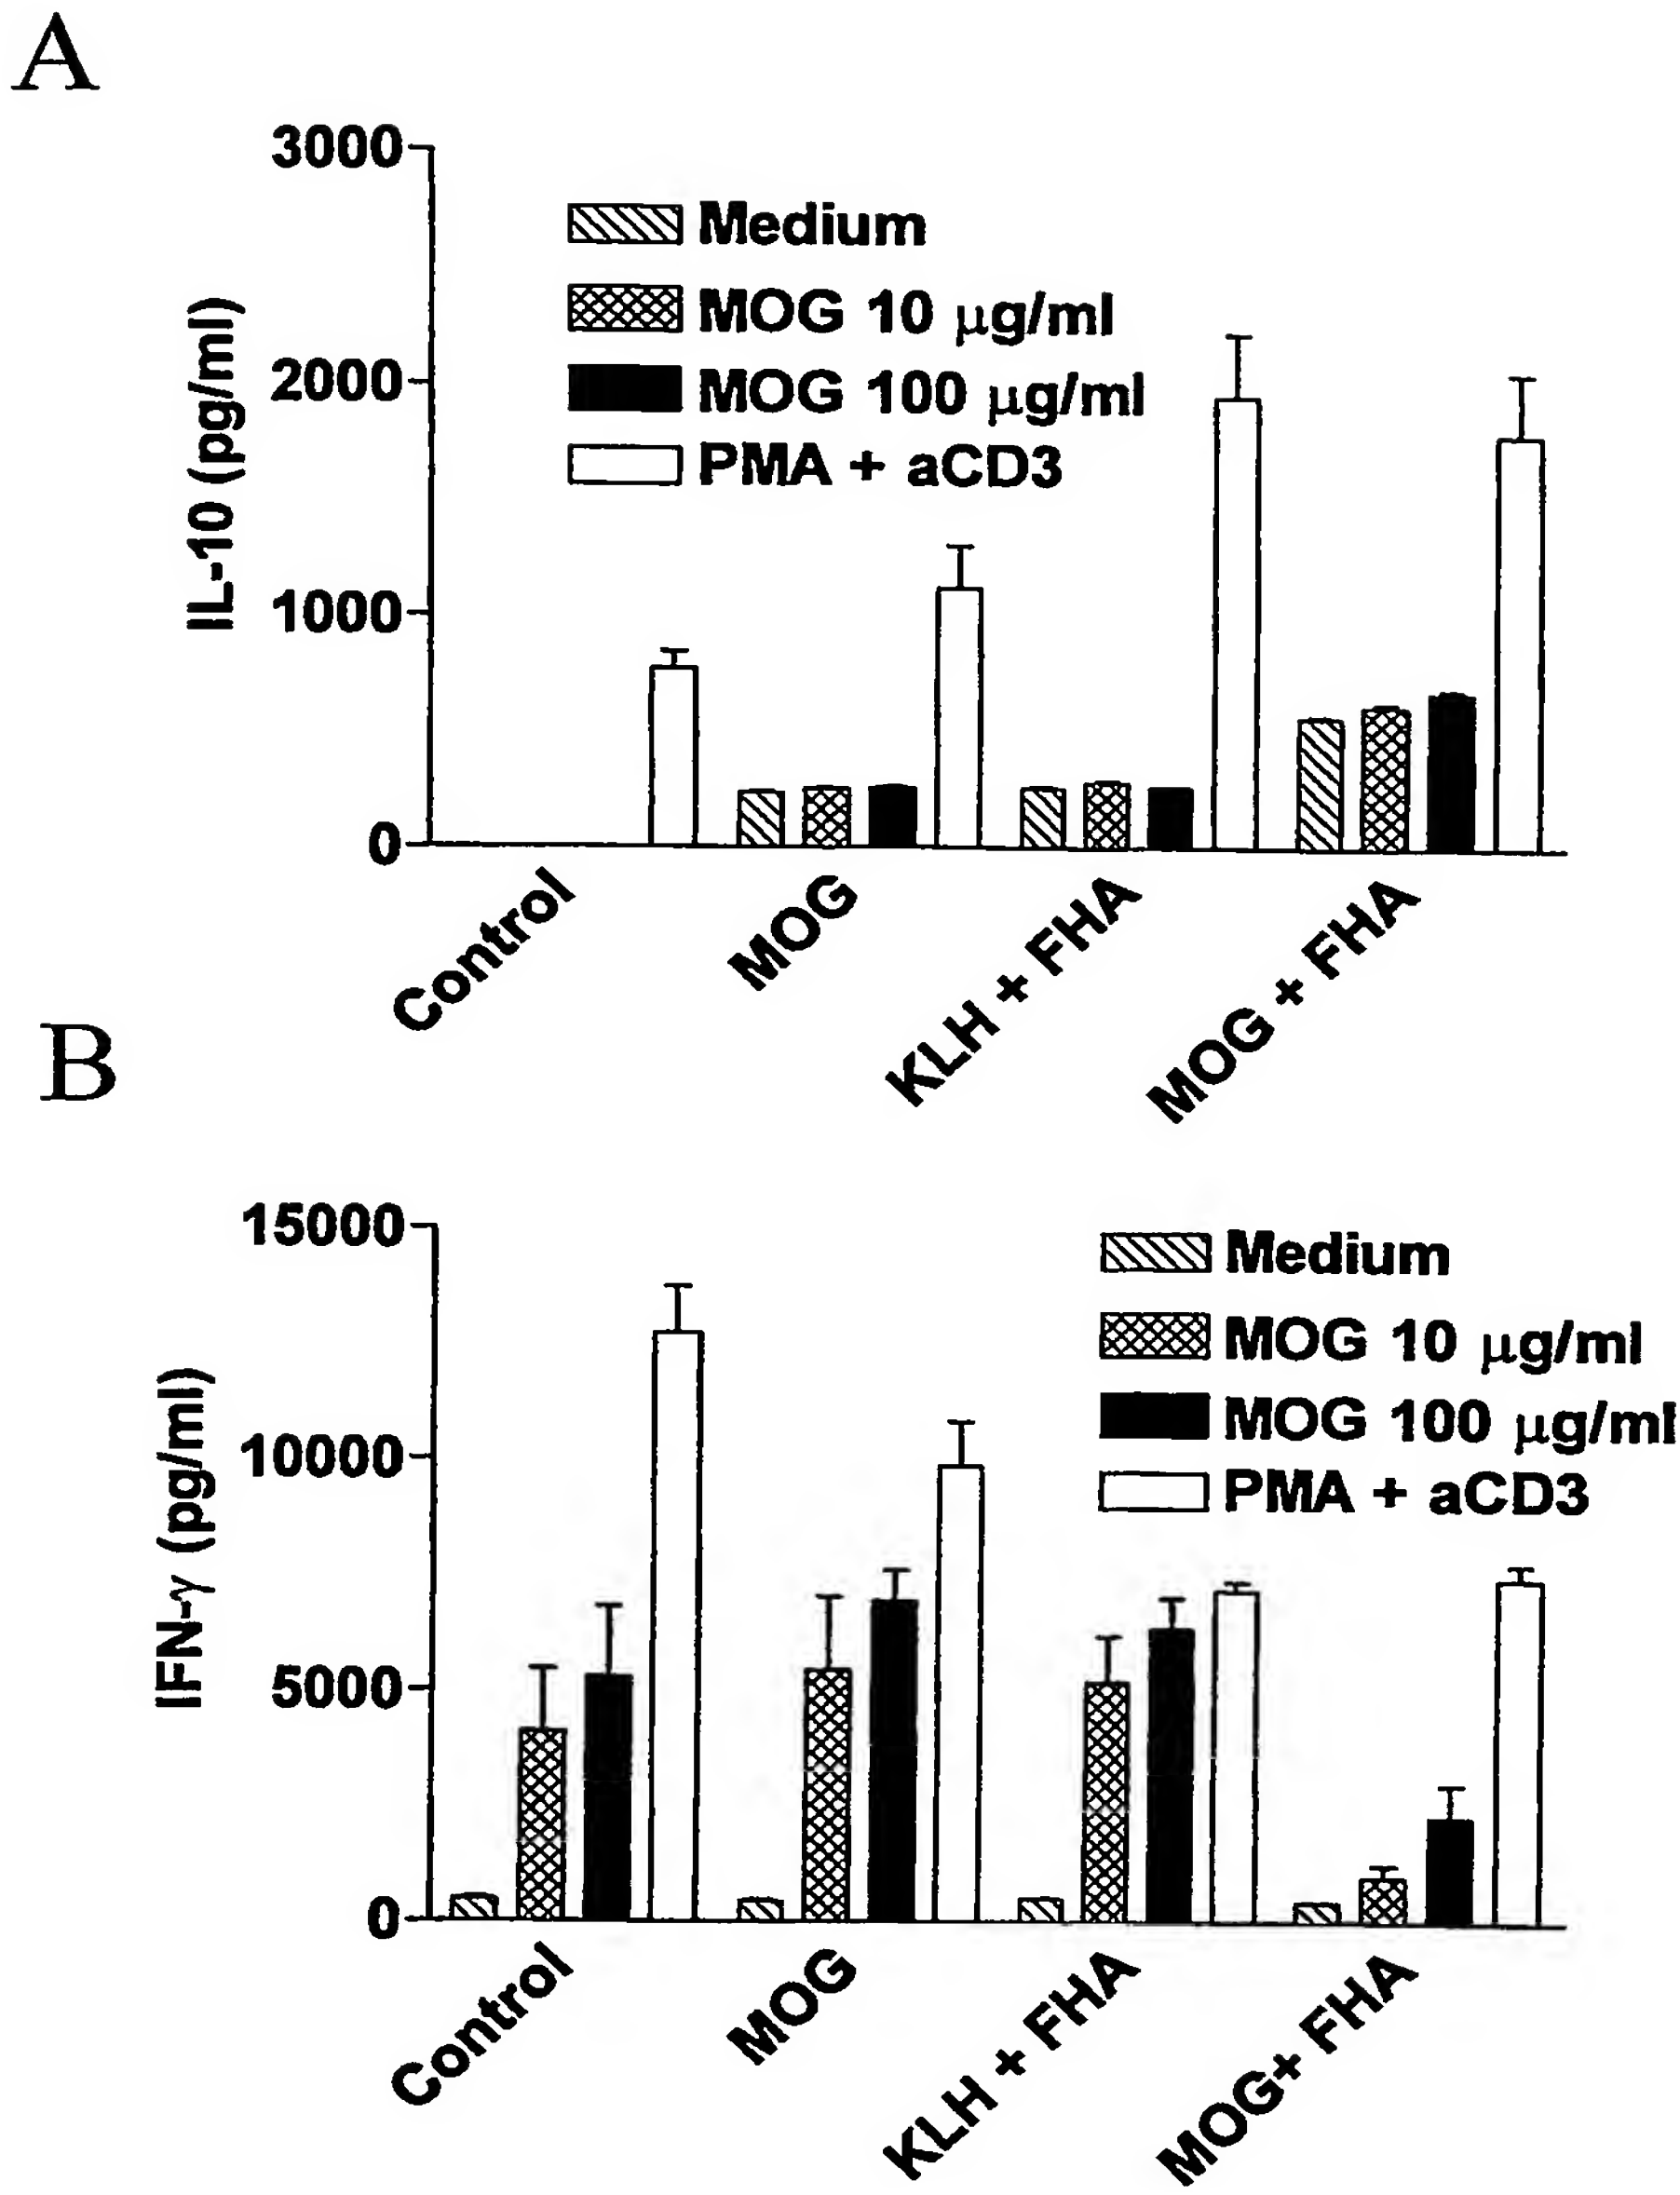 A
3000
2000
1000
0
IL-10 (pg/ml)
Medium
MOG 10 μg/ml
MOG 100 μg/ml
PMA + aCD3
Control
MOG
KLH + FHA
MOG + FHA
B
15000
10000
5000
0
IFN-γ (pg/ml)
Medium
MOG 10 μg/ml
MOG 100 μg/ml
PMA + aCD3
Control
MOG
KLH + FHA
MOG+ FHA